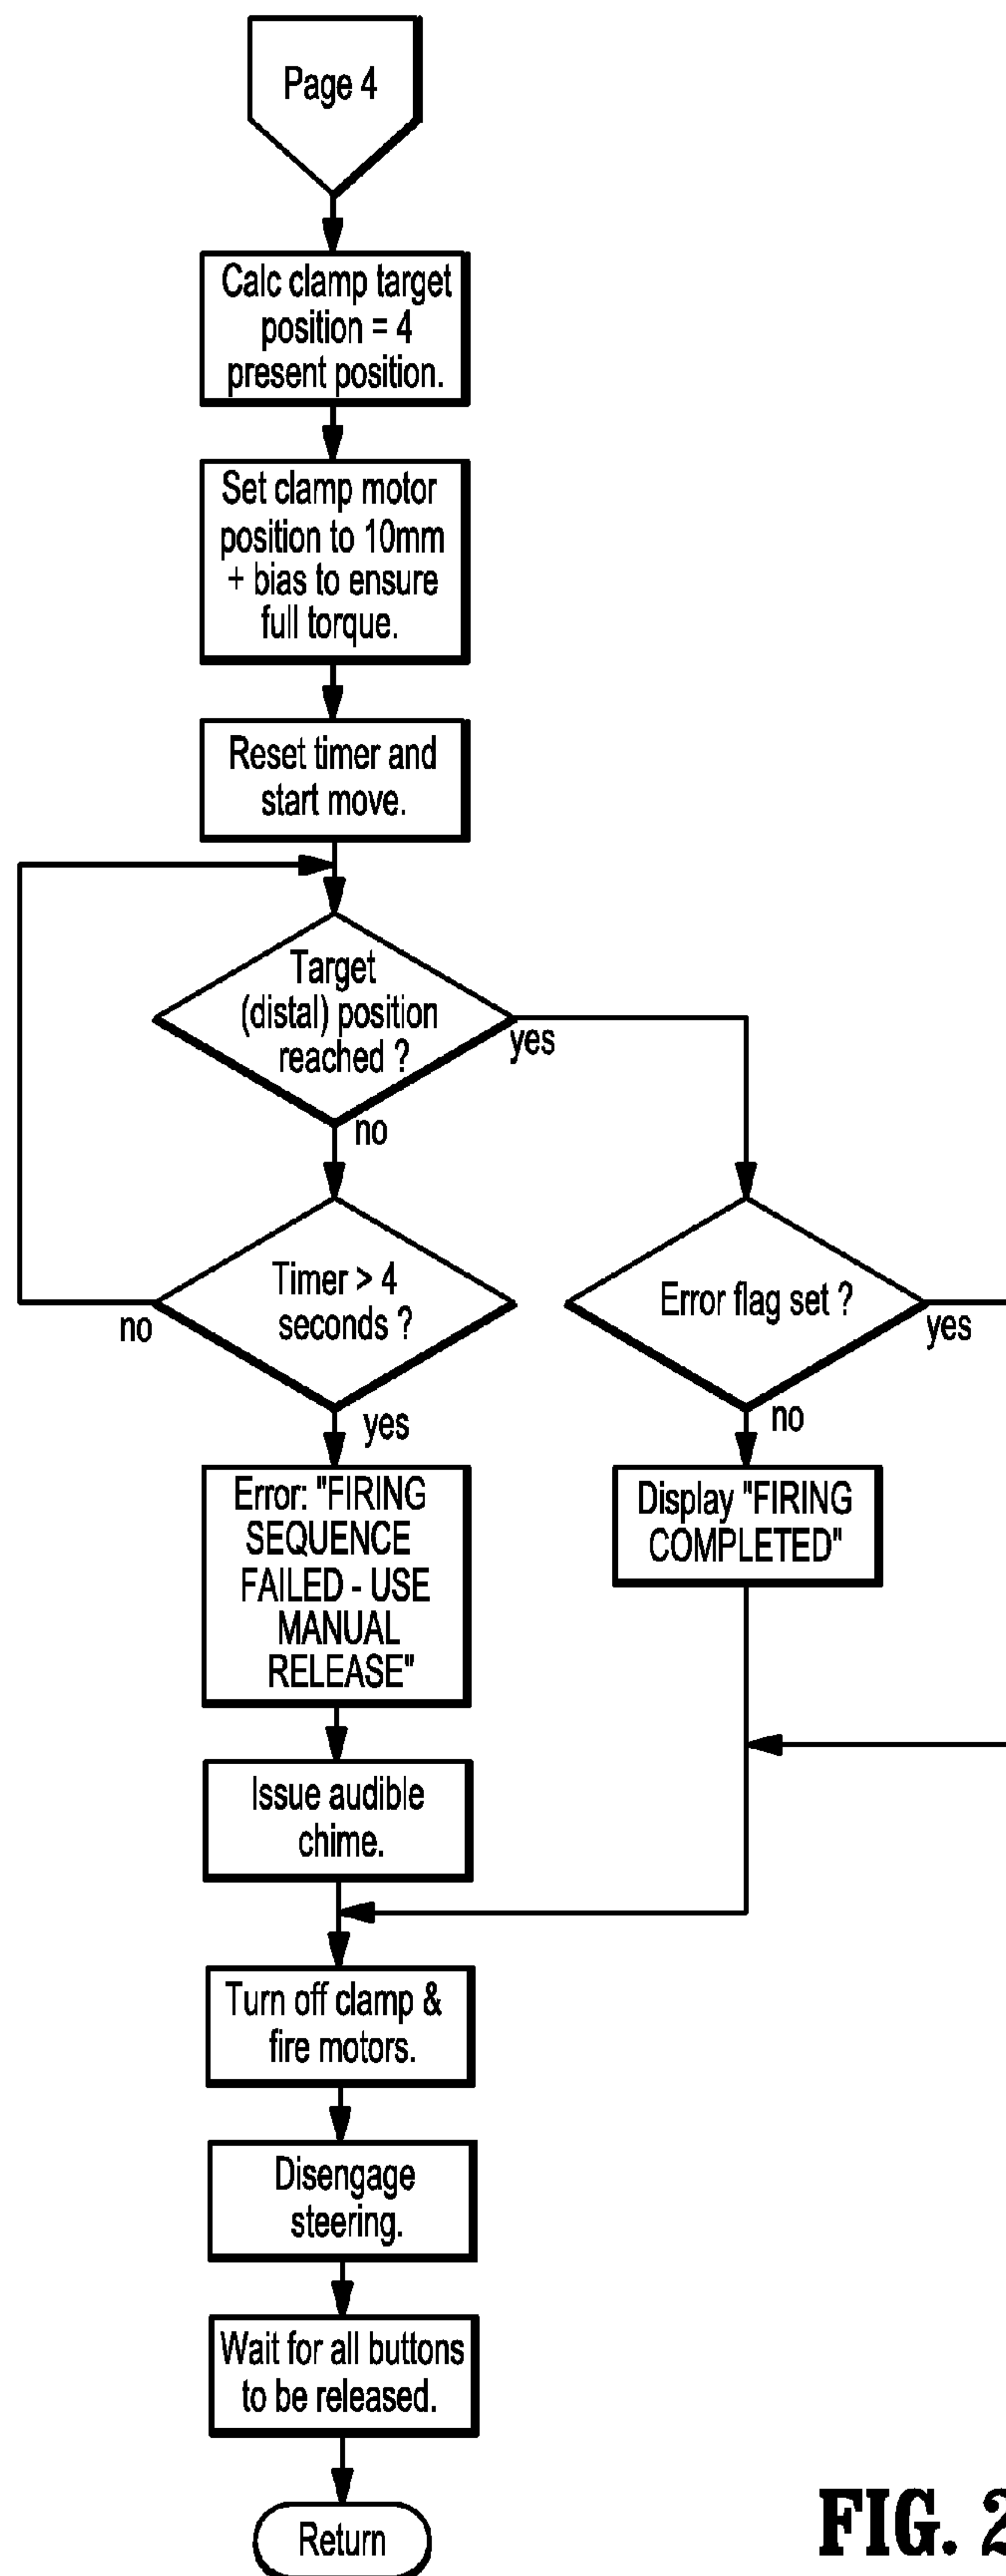 Page 4
Calc clamp target
position = 4
present position.
Set clamp motor
position to 10mm
+ bias to ensure
full torque.
Reset timer and
start move.
Target
(distal) position
reached ?
yes
no
Timer > 4
seconds ?
no
yes
Error flag set ?
yes
no
Error: "FIRING
SEQUENCE
FAILED - USE
MANUAL
RELEASE"
Display "FIRING
COMPLETED"
Issue audible
chime.
Turn off clamp &
fire motors.
Disengage
steering.
Wait for all buttons
to be released.
Return
FIG. 2